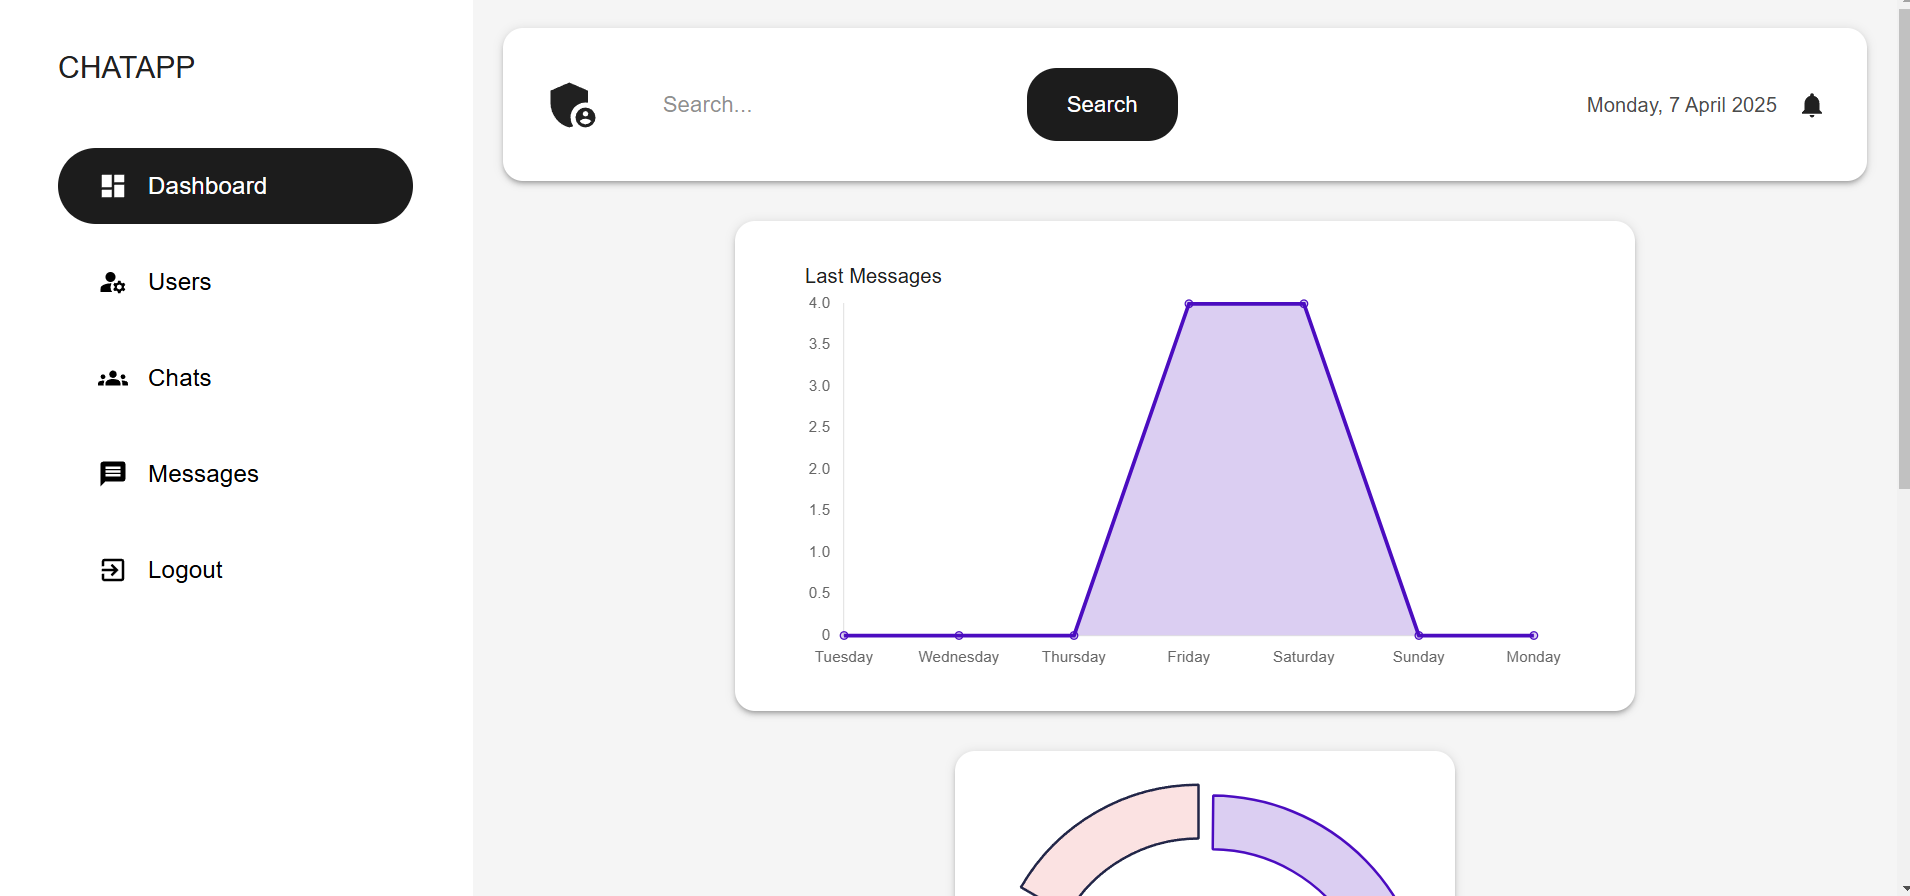 CHATAPP
Dashboard
Users
Chats
Messages
Logout
Search...
Search
Monday, 7 April 2025
Last Messages
4.0
3.5
3.0
2.5
2.0
1.5
1.0
0.5
0
Tuesday Wednesday Thursday Friday Saturday Sunday Monday